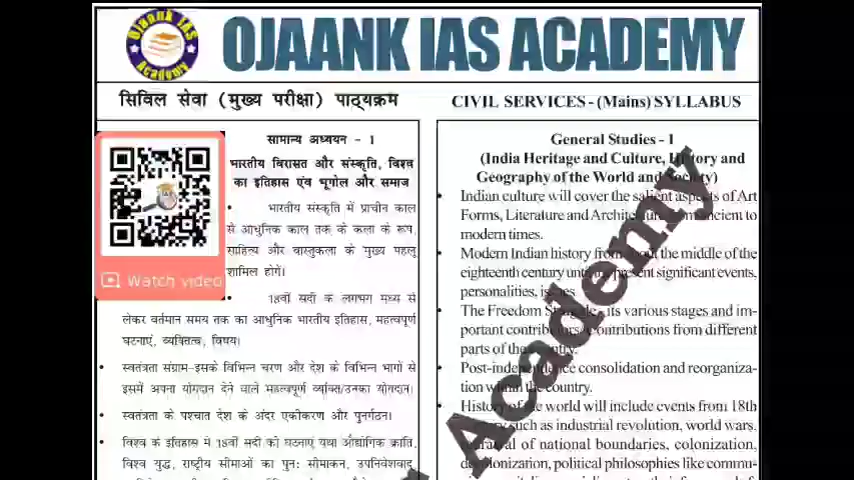 OJAANK IAS ACADEMY
Ojaank IAS
Academy
सिविल सेवा (मुख्य परीक्षा) पाठ्यक्रम
CIVIL SERVICES - (Mains) SYLLABUS
सामान्य अध्ययन - 1
भारतीय विरासत और संस्कृति, विश्व
का इतिहास एंव भूगोल और समाज
• भारतीय संस्कृति में प्राचीन काल
से आधुनिक काल तक के कला के रूप,
साहित्य और वास्तुकला के मुख्य पहलु
शामिल होगें।
Watch video
• 18वीं सदी के लगभग मध्य से
लेकर वर्तमान समय तक का आधुनिक भारतीय इतिहास, महत्वपूर्ण
घटनाएं, व्यक्तित्व, विषय।
• स्वतंत्रता संग्राम-इसके विभिन्न चरण और देश के विभिन्न भागों से
इसमें अपना योगदान देने वाले महत्वपूर्ण व्यक्ति/उनका योगदान।
• स्वतंत्रता के पश्चात देश के अंदर एकीकरण और पुनर्गठन।
• विश्व के इतिहास में 18वीं सदी की घटनाएं यथा औद्योगिक क्रांति,
विश्व युद्ध, राष्ट्रीय सीमाओं का पुन: सीमाकन, उपनिवेशवाद,
General Studies - 1
(India Heritage and Culture, History and
Geography of the World and Society)
• Indian culture will cover the salient aspects of Art
Forms, Literature and Architecture from ancient to
modern times.
• Modern Indian history from about the middle of the
eighteenth century until the present significant events,
personalities, issues
• The Freedom Struggle - its various stages and im-
portant contributors/contributions from different
parts of the country.
• Post-independence consolidation and reorganiza-
tion within the country.
• History of the world will include events from 18th
century such as industrial revolution, world wars,
redrawal of national boundaries, colonization,
decolonization, political philosophies like commu-
Academy